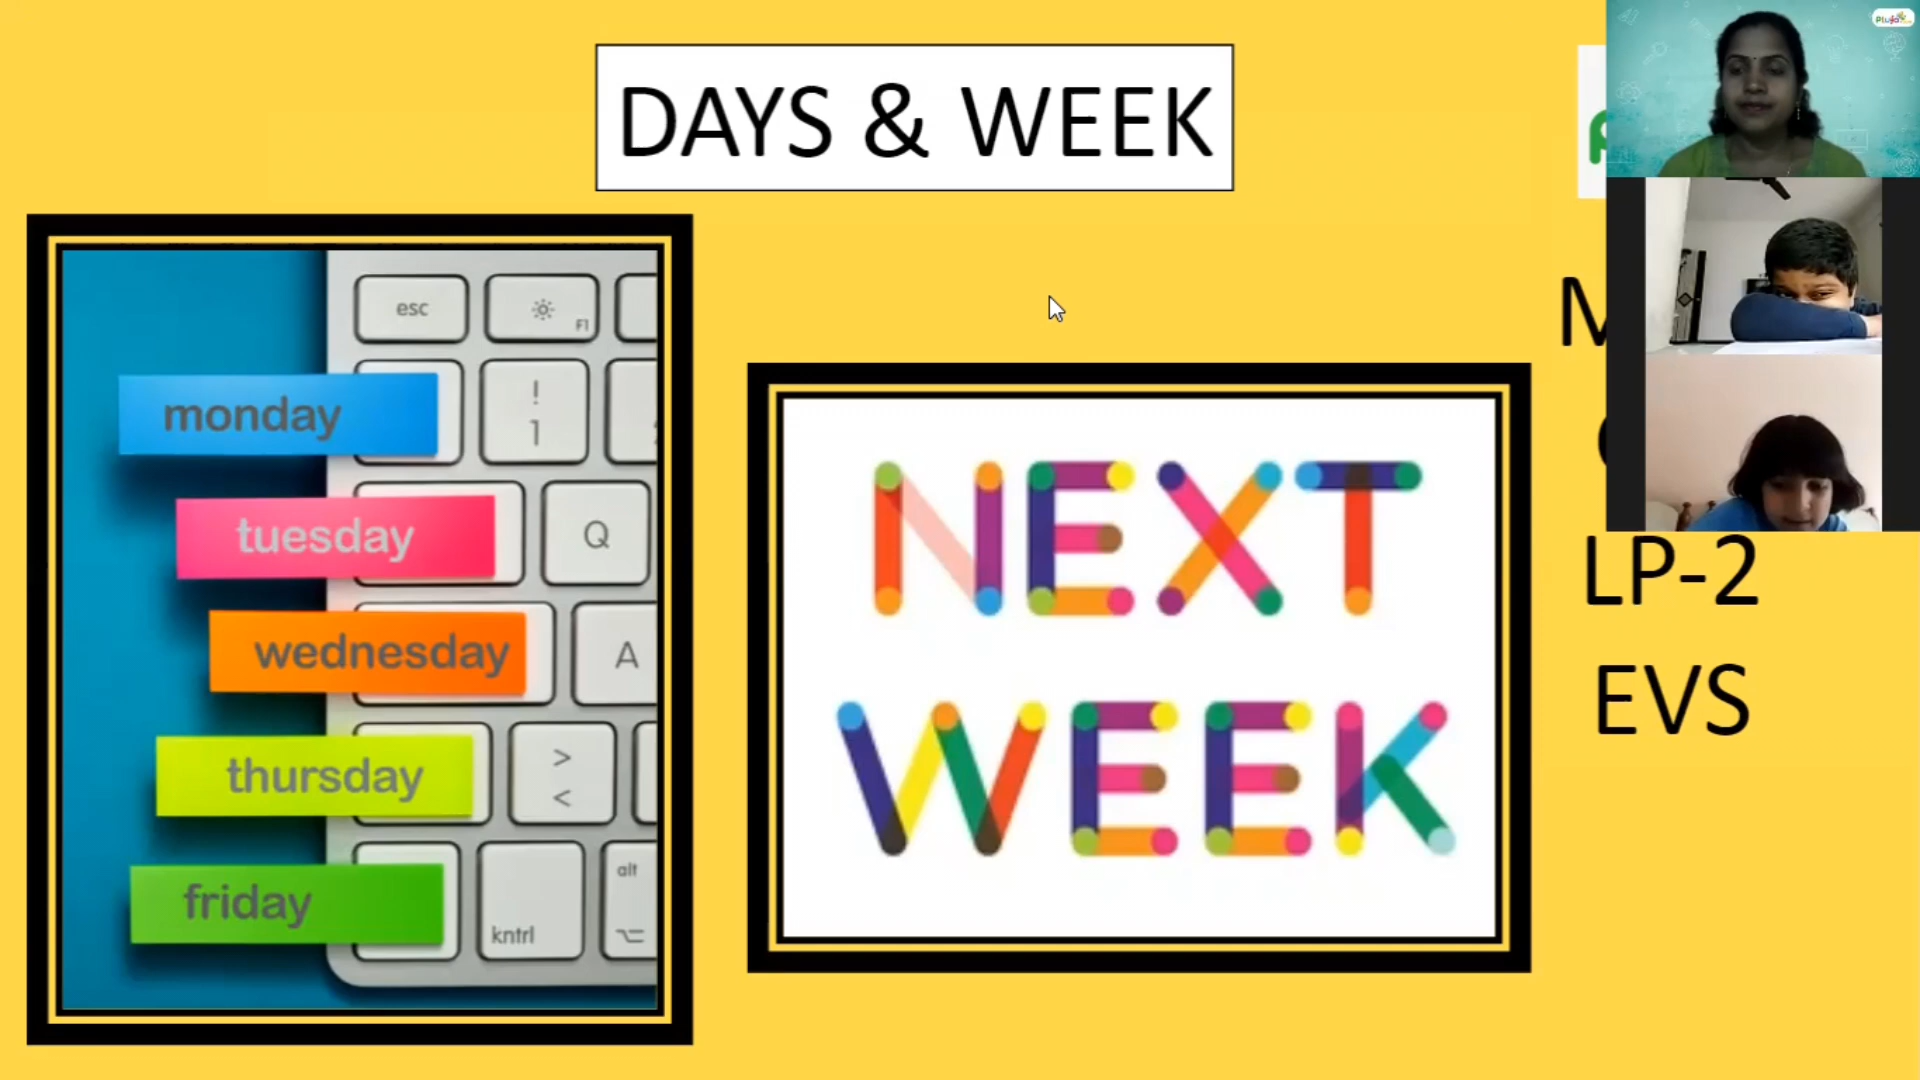 DAYS & WEEK
esc
F1
monday
!
1
tuesday
Q
wednesday
A
thursday
>
<
friday
kntrl
alt
NEXT
WEEK
LP-2
EVS